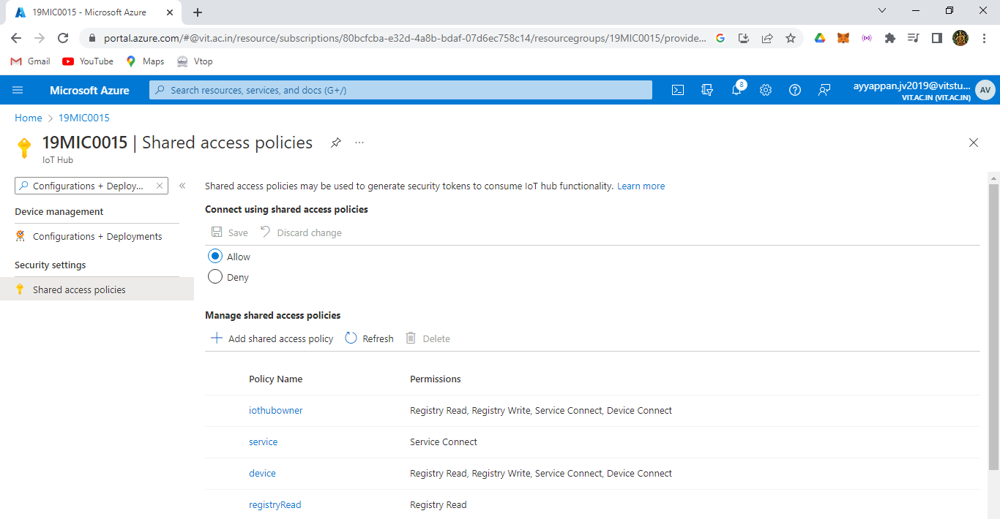 19MIC0015 - Microsoft Azure
portal.azure.com/#@vit.ac.in/resource/subscriptions/80bcfcba-e32d-4a8b-bdaf-07d6ec758c14/resourcegroups/19MIC0015/provide...
Gmail YouTube Maps Vtop
Microsoft Azure Search resources, services, and docs (G+/) 8 ayyappan.jv2019@vitstu...
VIT.AC.IN (VIT.AC.IN) AV
Home > 19MIC0015
19MIC0015 | Shared access policies ...
IoT Hub
Configurations + Deploy... «
Shared access policies may be used to generate security tokens to consume IoT hub functionality. Learn more
Device management
Configurations + Deployments
Security settings
Shared access policies
Connect using shared access policies
Save Discard change
Allow
Deny
Manage shared access policies
Add shared access policy Refresh Delete
Policy Name Permissions
iothubowner Registry Read, Registry Write, Service Connect, Device Connect
service Service Connect
device Registry Read, Registry Write, Service Connect, Device Connect
registryRead Registry Read